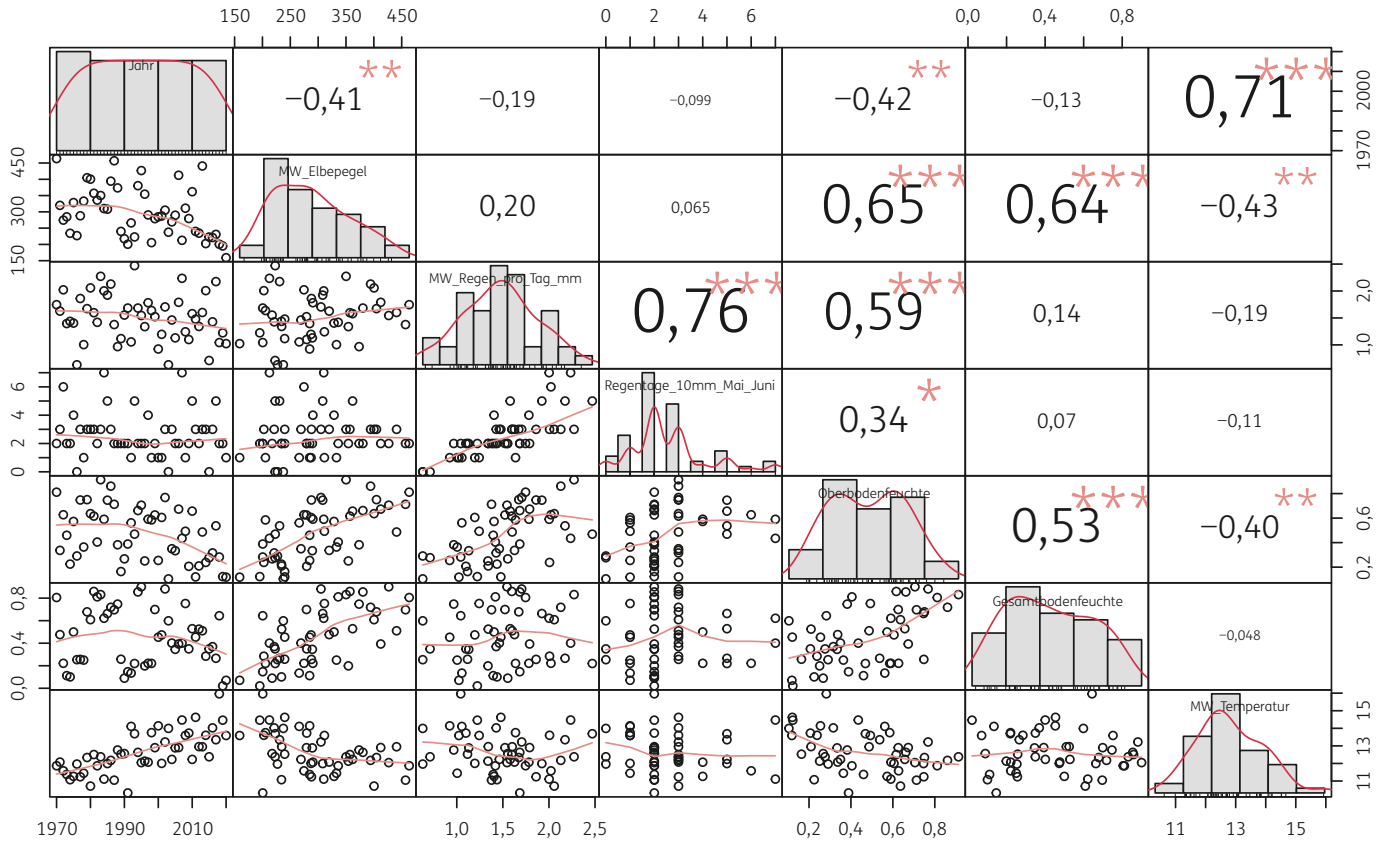 150 250 350 450 0 2 4 6 0,0 0,4 0,8
Jahr −0,41 ** −0,19 −0,099 −0,42 ** −0,13 0,71 *** 1970 2000
150 300 450 MW_Elbepegel 0,20 0,065 0,65 *** 0,64 *** −0,43 **
MW_Regen_pro_Tag_mm 0,76 *** 0,59 *** 0,14 −0,19 1,0 2,0
0 2 4 6 Regentage_10mm_Mai_Juni 0,34 * 0,07 −0,11
Oberbodenfeuchte 0,53 *** −0,40 ** 0,2 0,6
0,0 0,4 0,8 Gesamtbodenfeuchte −0,048
MW_Temperatur 11 13 15
1970 1990 2010 1,0 1,5 2,0 2,5 0,2 0,4 0,6 0,8 11 13 15